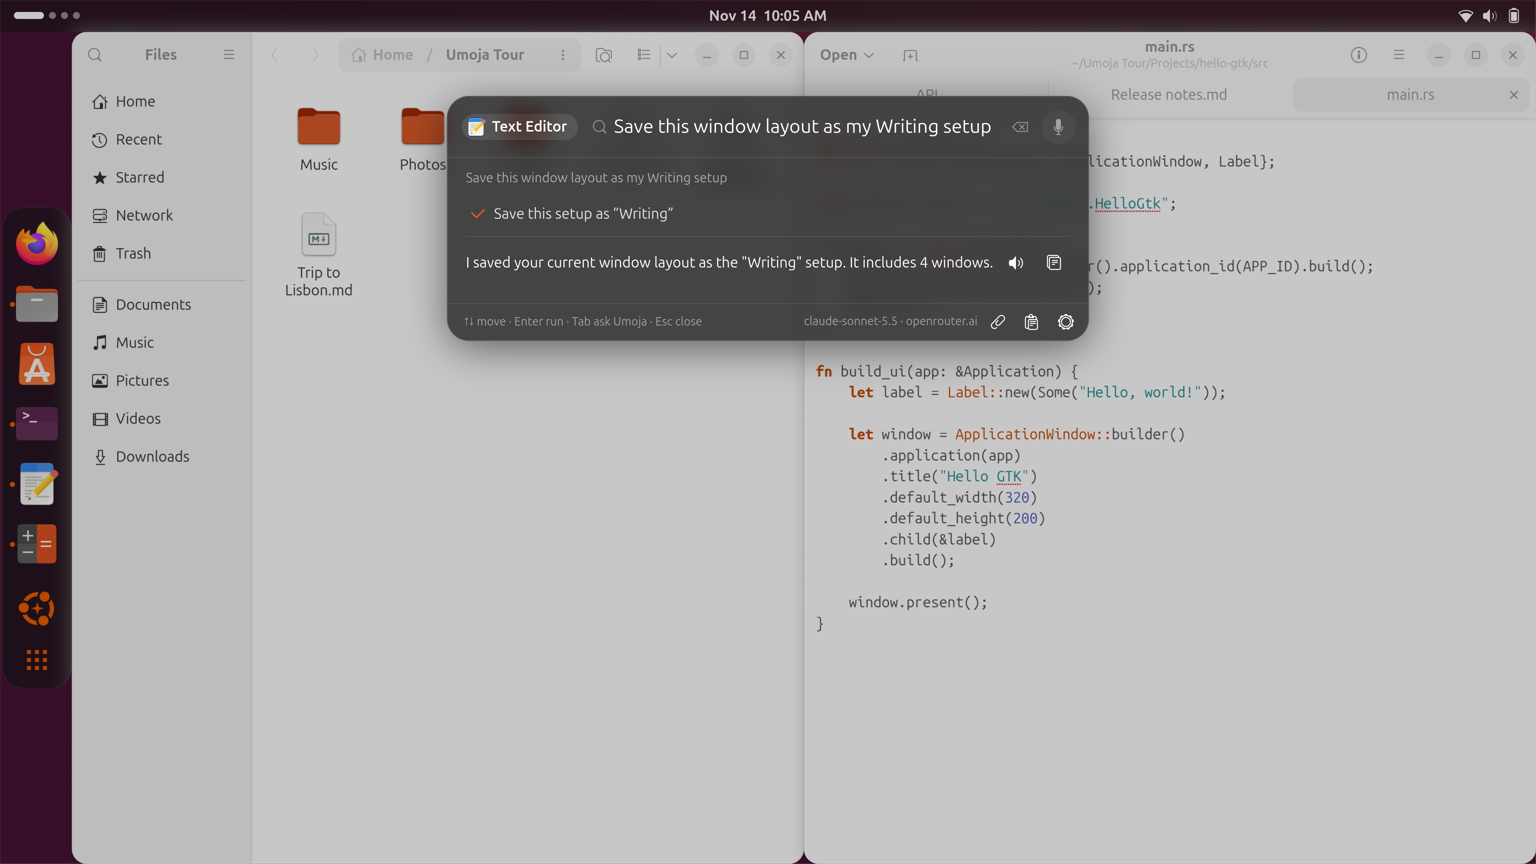 Nov 14 10:05 AM
Files
Home / Umoja Tour
Open
main.rs
~/Umoja Tour/Projects/hello-gtk/src
Release notes.md
main.rs
Home
Recent
Starred
Network
Trash
Documents
Music
Pictures
Videos
Downloads
Music
Photos
Trip to
Lisbon.md
Text Editor
Save this window layout as my Writing setup
Save this window layout as my Writing setup
Save this setup as “Writing”
I saved your current window layout as the "Writing" setup. It includes 4 windows.
↑↓ move · Enter run · Tab ask Umoja · Esc close
claude-sonnet-5.5 · openrouter.ai
Label};
.HelloGtk";
r().application_id(APP_ID).build();
);
fn build_ui(app: &Application) {
let label = Label::new(Some("Hello, world!"));
let window = ApplicationWindow::builder()
.application(app)
.title("Hello GTK")
.default_width(320)
.default_height(200)
.child(&label)
.build();
window.present();
}